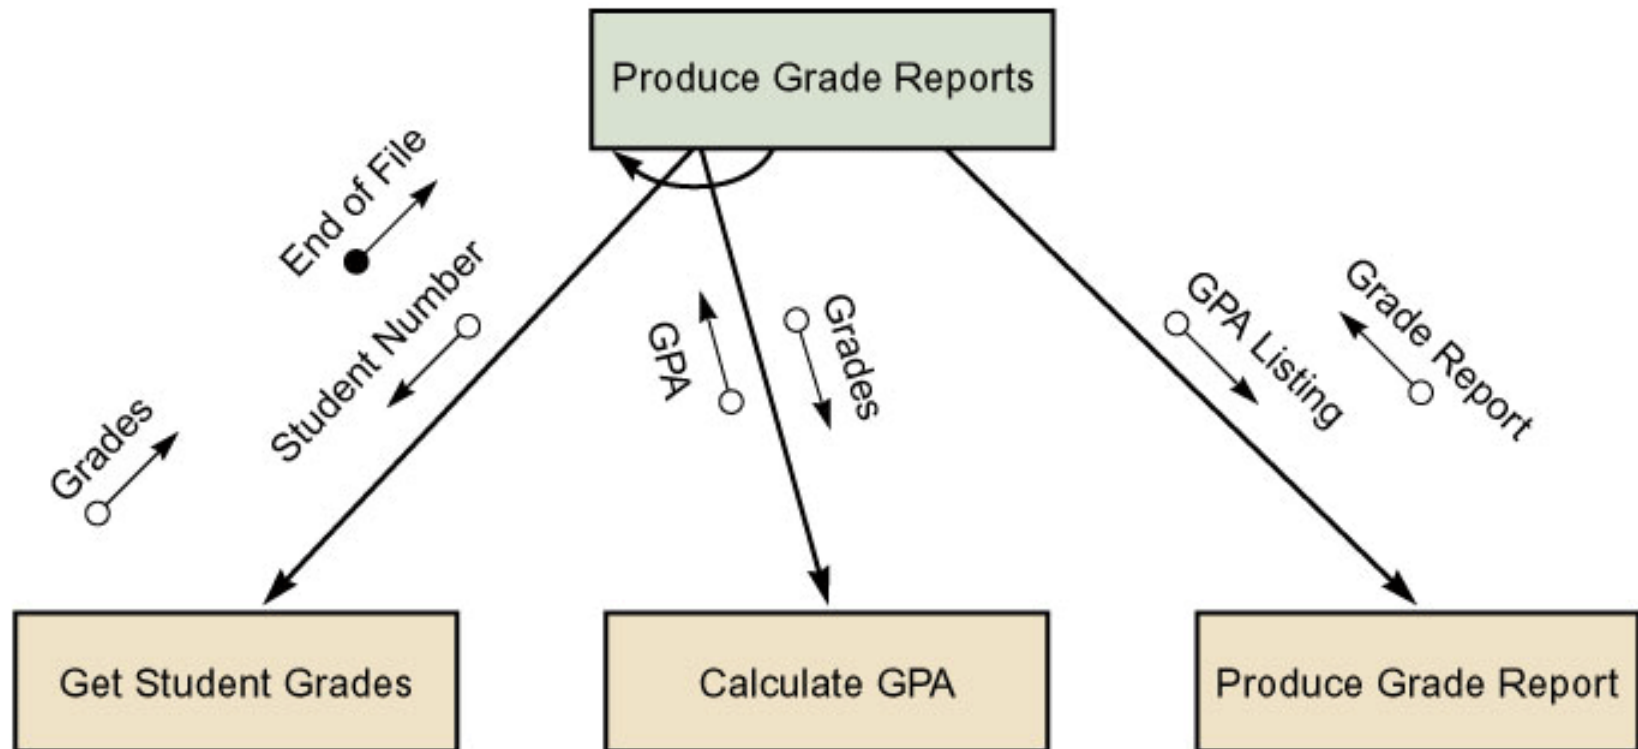 Produce Grade Reports
End of File
Student Number
Grades
GPA
Grades
GPA Listing
Grade Report
Get Student Grades
Calculate GPA
Produce Grade Report